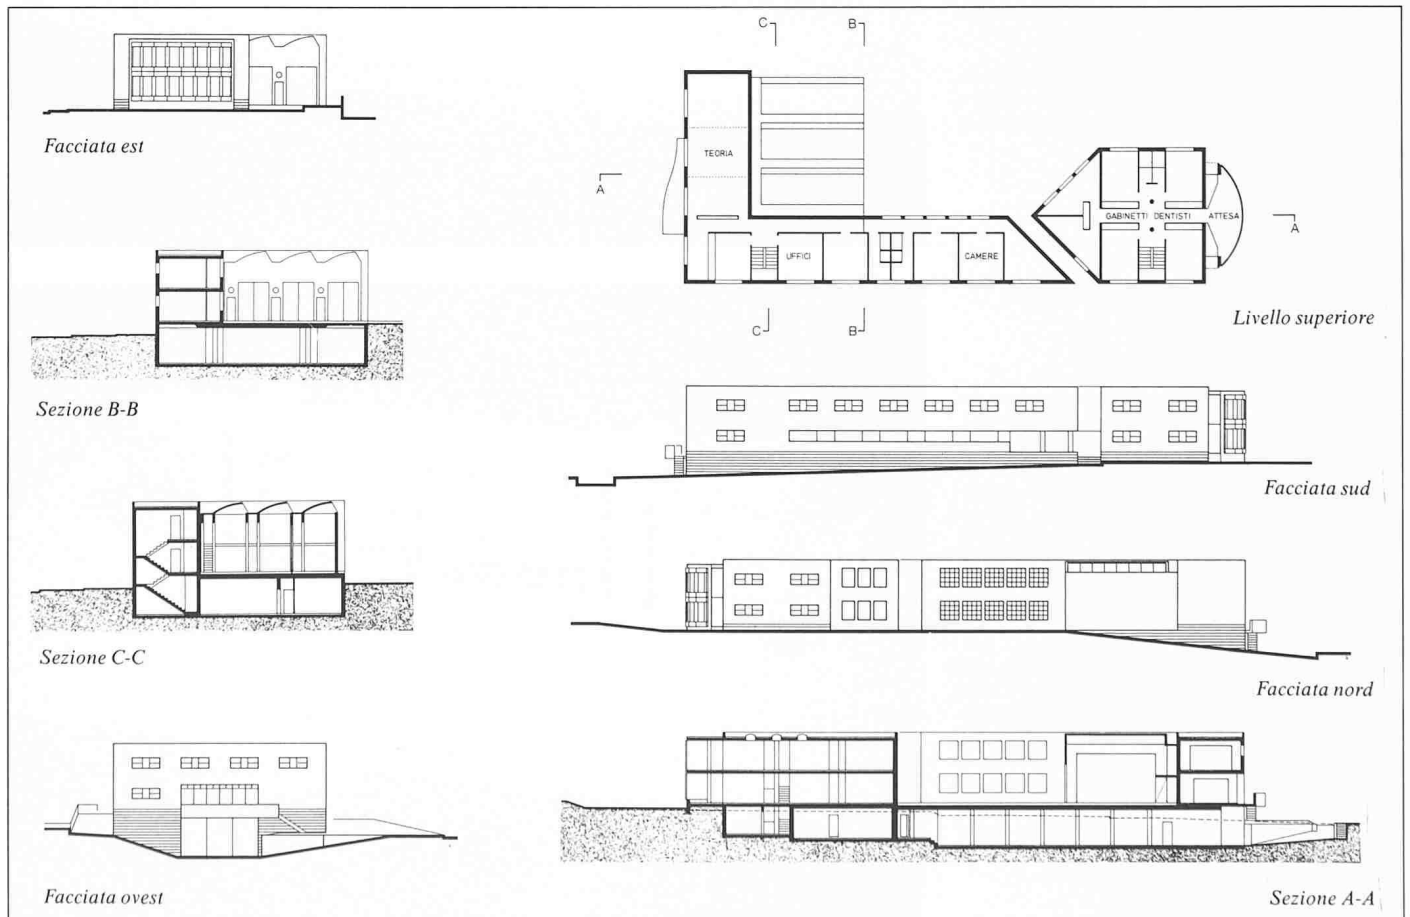 Facciata est
Sezione B-B
Sezione C-C
Facciata ovest
C B
TEORIA
A
GABINETTI DENTISTI ATTESA
A
UFFICI
CAMERE
C B
Livello superiore
Facciata sud
Facciata nord
Sezione A-A